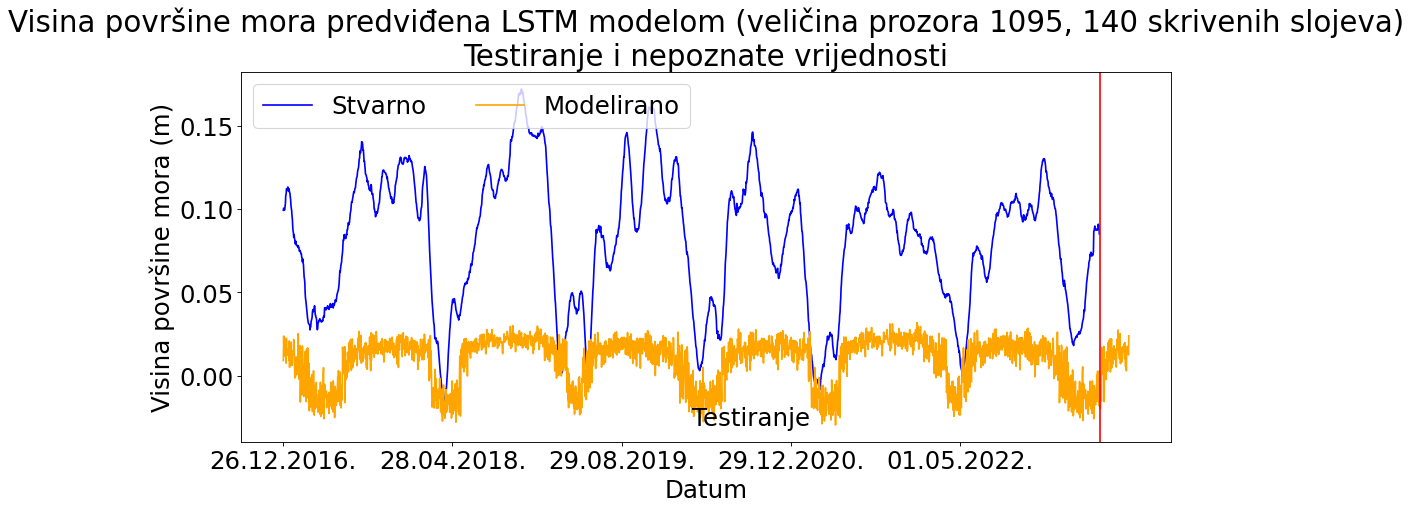 Visina površine mora predviđena LSTM modelom (veličina prozora 1095, 140 skrivenih slojeva)
Testiranje i nepoznate vrijednosti
Stvarno
Modelirano
Visina površine mora (m)
0.15
0.10
0.05
0.00
Testiranje
26.12.2016.
28.04.2018.
29.08.2019.
29.12.2020.
01.05.2022.
Datum